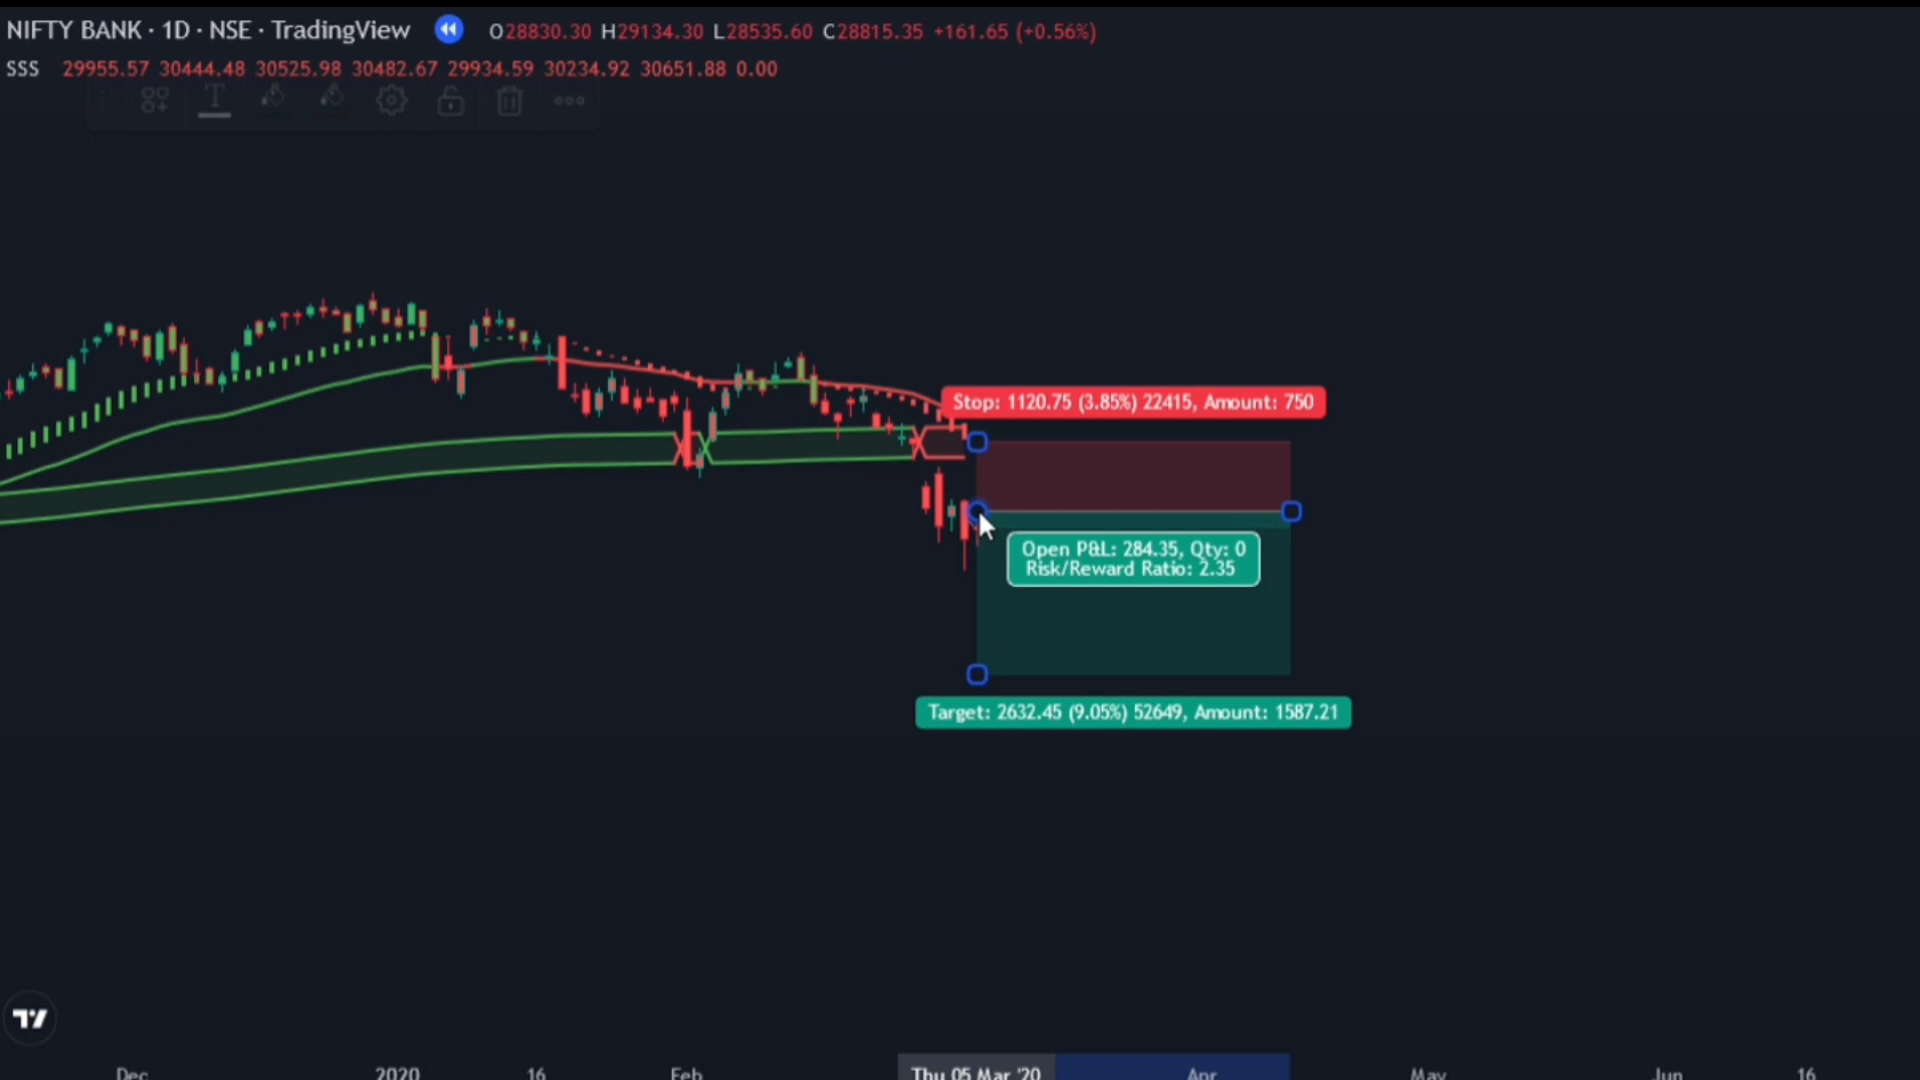 NIFTY BANK · 1D · NSE · TradingView O28830.30 H29134.30 L28535.60 C28815.35 +161.65 (+0.56%)
SSS 29955.57 30444.48 30525.98 30482.67 29934.59 30234.92 30651.88 0.00
T
Stop: 1120.75 (3.85%) 22415, Amount: 750
Open P&L: 284.35, Qty: 0
Risk/Reward Ratio: 2.35
Target: 2632.45 (9.05%) 52649, Amount: 1587.21
Dec 2020 16 Feb Thu 05 Mar '20 Apr May Jun 16